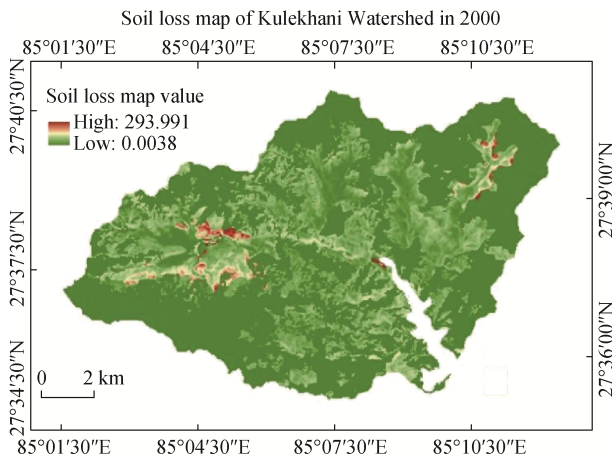 Soil loss map of Kulekhani Watershed in 2000
85°01′30″E 85°04′30″E 85°07′30″E 85°10′30″E
27°40′30″N
Soil loss map value
High: 293.991
Low: 0.0038
27°39′00″N
27°37′30″N
27°36′00″N
27°34′30″N
0 2 km
85°01′30″E 85°04′30″E 85°07′30″E 85°10′30″E